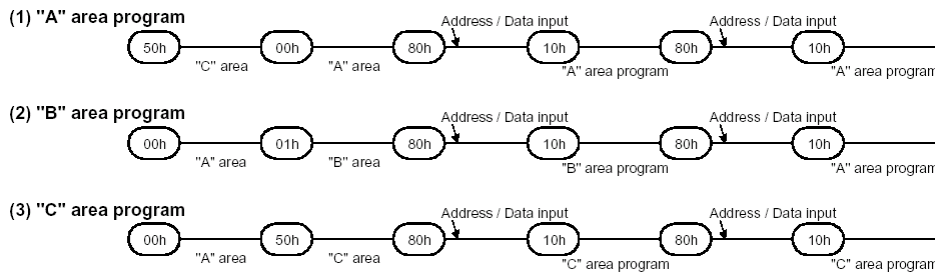 (1) "A" area program
Address / Data input Address / Data input
50h 00h 80h 10h 80h 10h
"C" area "A" area "A" area program "A" area program
(2) "B" area program
Address / Data input Address / Data input
00h 01h 80h 10h 80h 10h
"A" area "B" area "B" area program "A" area program
(3) "C" area program
Address / Data input Address / Data input
00h 50h 80h 10h 80h 10h
"A" area "C" area "C" area program "C" area program